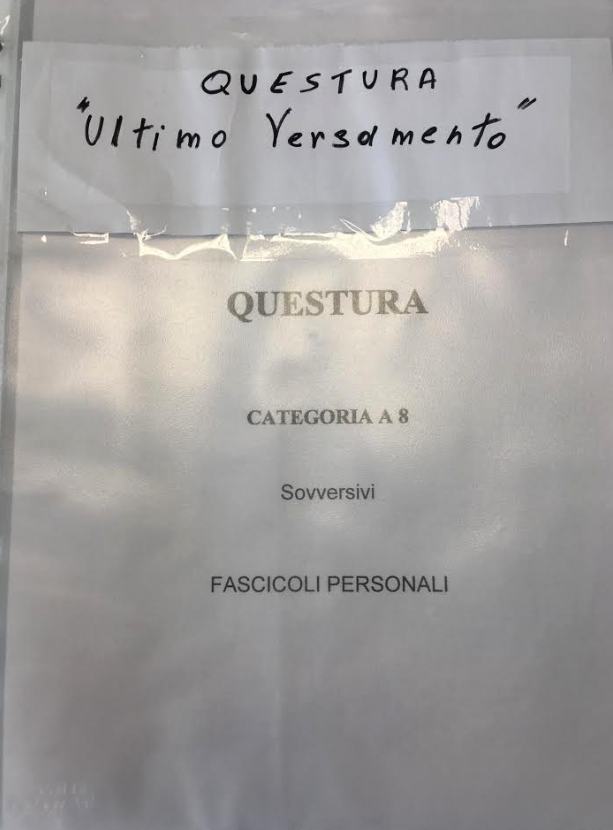 QUESTURA
"Ultimo Versamento"
QUESTURA
CATEGORIA A 8
Sovversivi
FASCICOLI PERSONALI